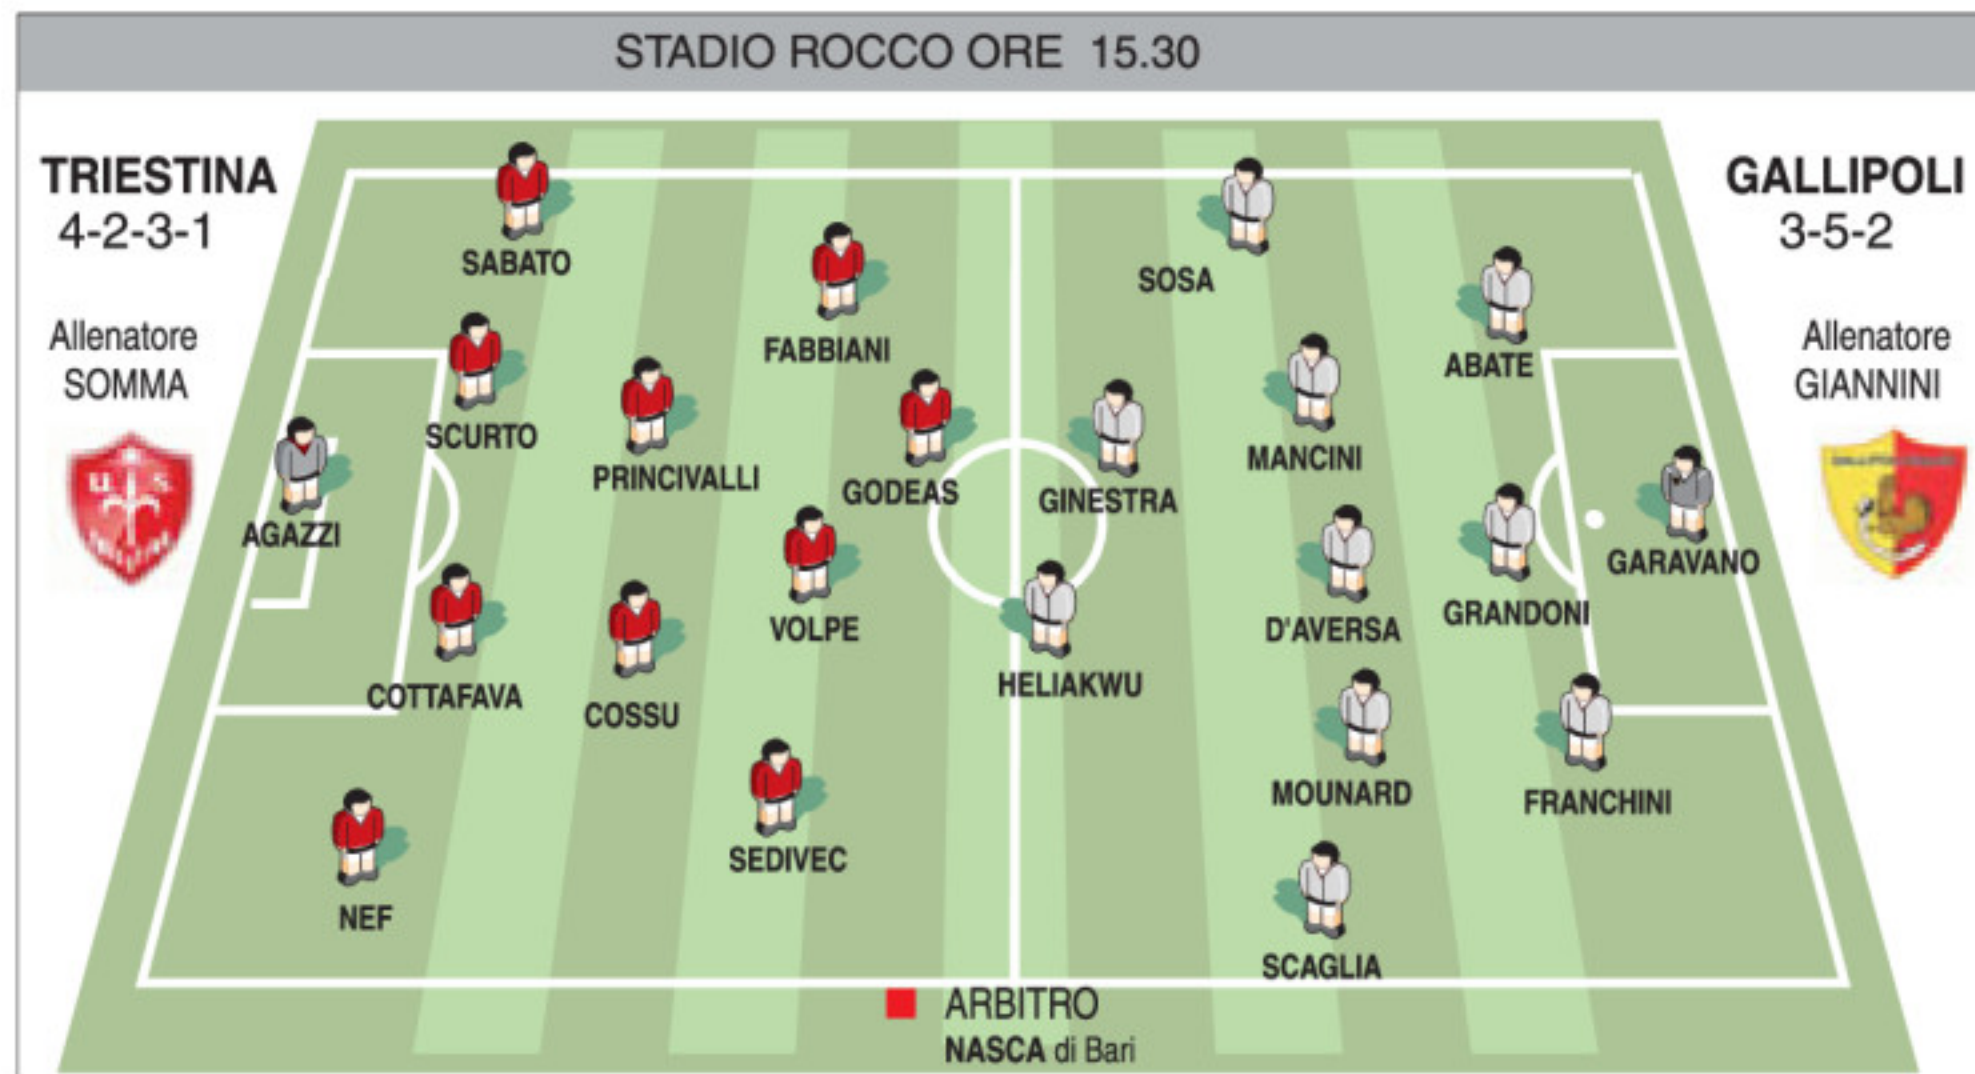 STADIO ROCCO ORE 15.30
TRIESTINA
4-2-3-1
Allenatore
SOMMA
U S
GALLIPOLI
3-5-2
Allenatore
GIANNINI
SABATO
FABBIANI
SCURTO
PRINCIVALLI
GODEAS
AGAZZI
VOLPE
COTTAFAVA
COSSU
SEDIVEC
NEF
SOSA
ABATE
MANCINI
GINESTRA
GARAVANO
D'AVERSA
GRANDONI
HELIAKWU
MOUNARD
FRANCHINI
SCAGLIA
ARBITRO
NASCA di Bari